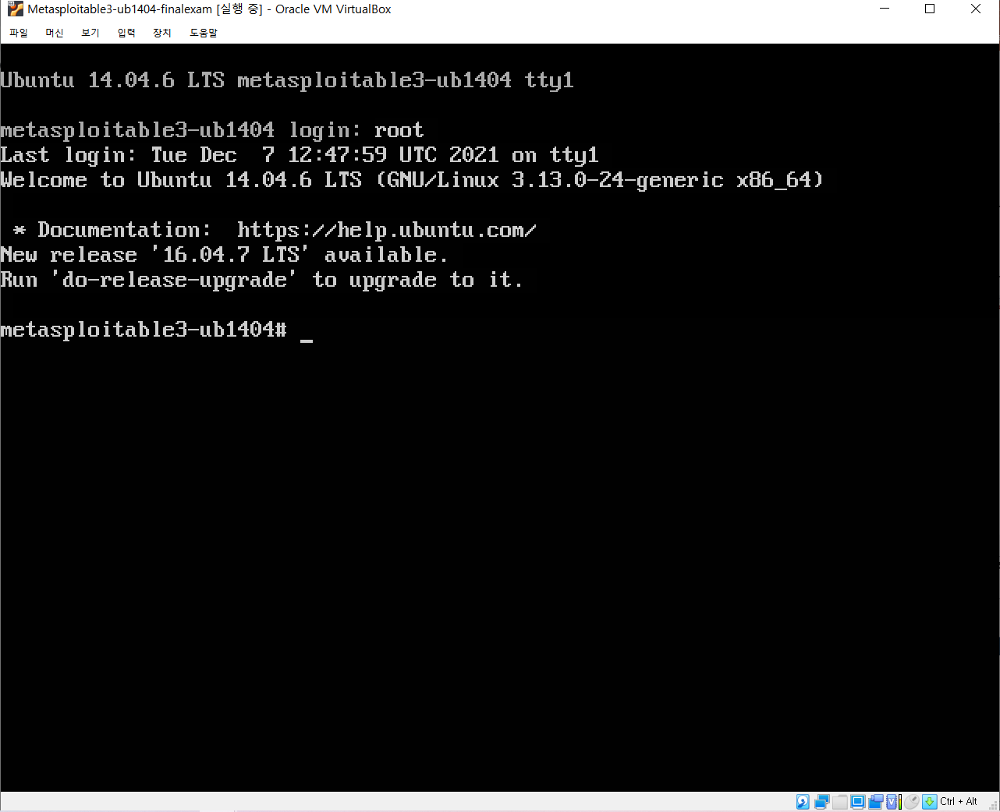 Metasploitable3-ub1404-finalexam [실행 중] - Oracle VM VirtualBox
파일 머신 보기 입력 장치 도움말
Ubuntu 14.04.6 LTS metasploitable3-ub1404 tty1
metasploitable3-ub1404 login: root
Last login: Tue Dec  7 12:47:59 UTC 2021 on tty1
Welcome to Ubuntu 14.04.6 LTS (GNU/Linux 3.13.0-24-generic x86_64)
 * Documentation:  https://help.ubuntu.com/
New release '16.04.7 LTS' available.
Run 'do-release-upgrade' to upgrade to it.
metasploitable3-ub1404# _
Ctrl + Alt